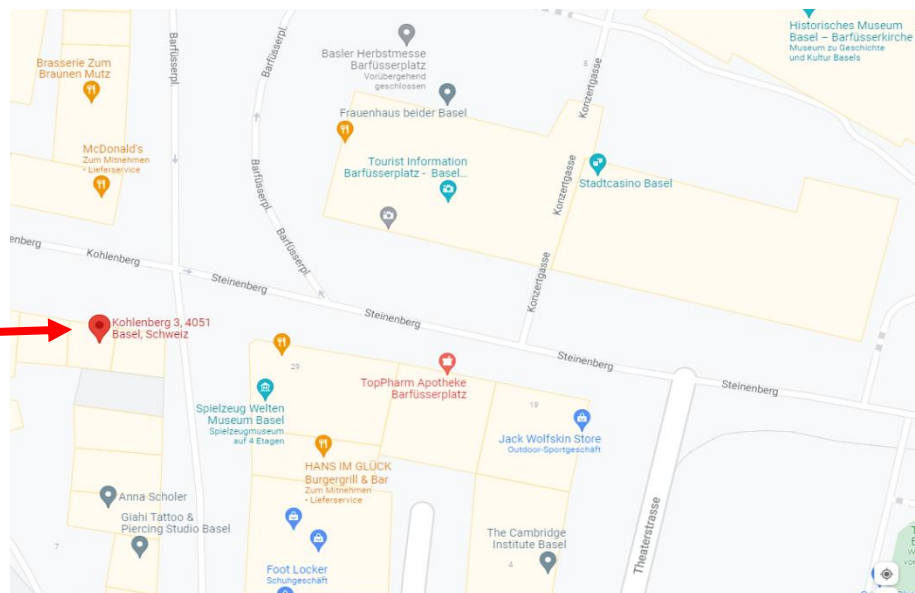 Historisches Museum
Basel – Barfüsserkirche
Museum zu Geschichte
und Kultur Basels
Barfüsserpl.
Barfüsserpl.
Basler Herbstmesse
Barfüsserplatz
Vorübergehend
geschlossen
8
Brasserie Zum
Braunen Mutz
Konzertgasse
Frauenhaus beider Basel
McDonald's
Zum Mitnehmen
- Lieferservice
Tourist Information
Barfüsserplatz - Basel...
Barfüsserpl.
Konzertgasse
Stadtcasino Basel
Barfüsserpl.
enberg
Kohlenberg
Steinenberg
Konzertgasse
Kohlenberg 3, 4051
Basel, Schweiz
Steinenberg
Steinenberg
Steinenberg
29
TopPharm Apotheke
Barfüsserplatz
Spielzeug Welten
Museum Basel
Spielzeugmuseum
auf 4 Etagen
19
Jack Wolfskin Store
Outdoor-Sportgeschäft
HANS IM GLÜCK
Burgergrill & Bar
Zum Mitnehmen
- Lieferservice
Anna Scholer
Giahi Tattoo &
Piercing Studio Basel
Theaterstrasse
The Cambridge
Institute Basel
7
4
Foot Locker
Schuhgeschäft